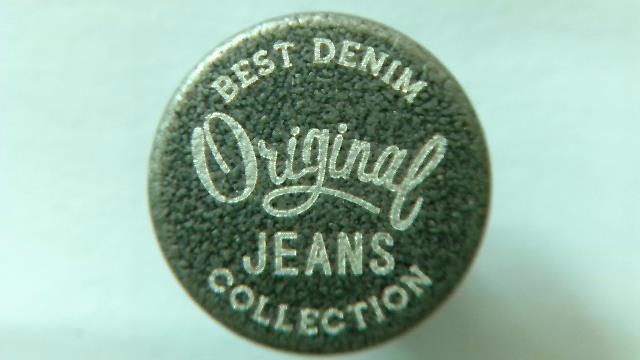 BEST DENIM
Original
JEANS
COLLECTION